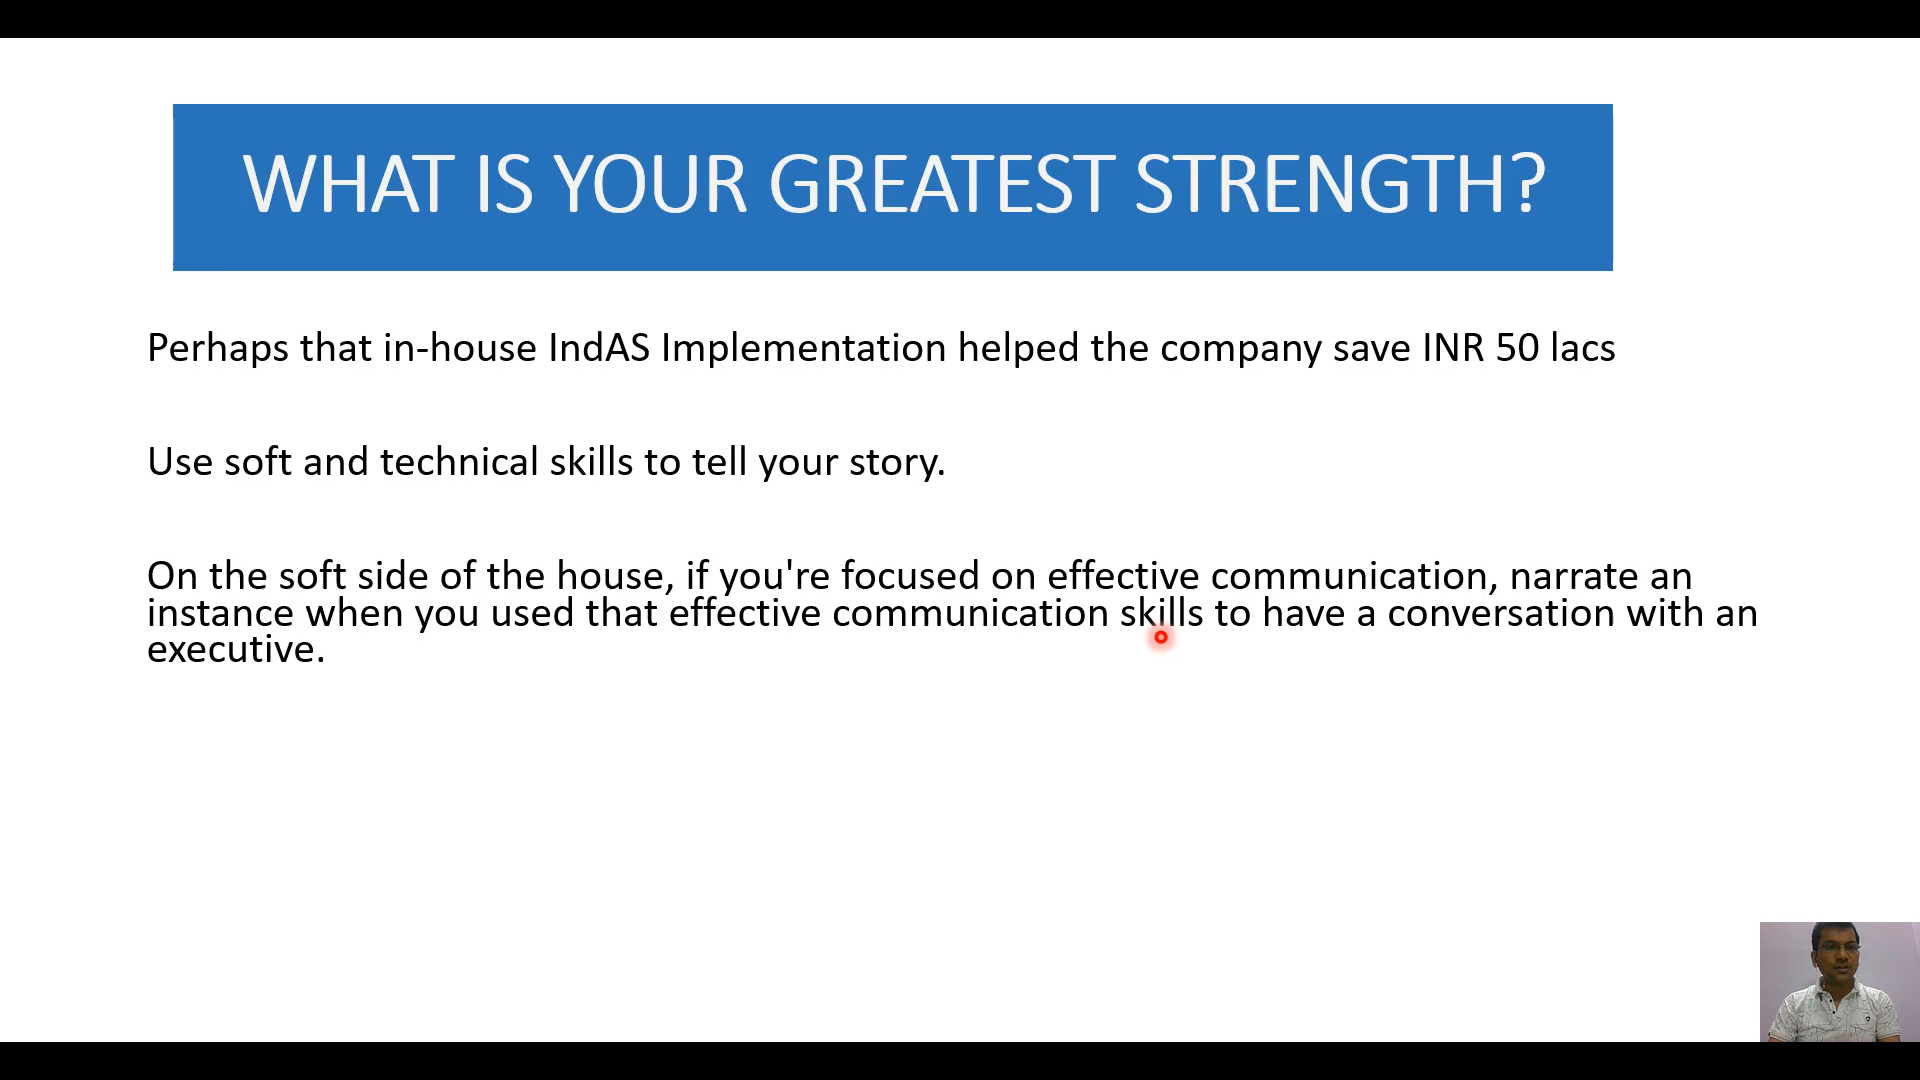 WHAT IS YOUR GREATEST STRENGTH?
Perhaps that in-house IndAS Implementation helped the company save INR 50 lacs
Use soft and technical skills to tell your story.
On the soft side of the house, if you're focused on effective communication, narrate an
instance when you used that effective communication skills to have a conversation with an
executive.